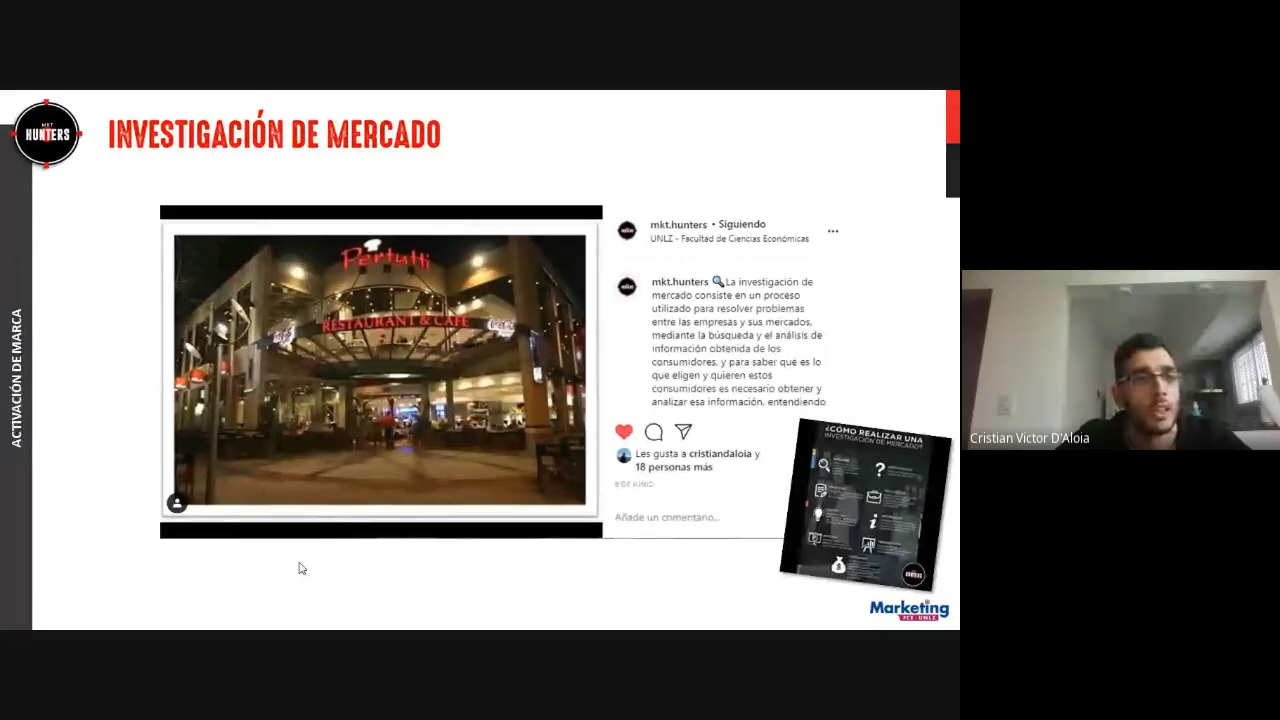 MKT
HUNTERS
INVESTIGACIÓN DE MERCADO
ACTIVACIÓN DE MARCA
Pertutti
RESTAURANT & CAFE
mkt.hunters • Siguiendo
UNLZ - Facultad de Ciencias Económicas
mkt.hunters 🔍La investigación de
mercado consiste en un proceso
utilizado para resolver problemas
entre las empresas y sus mercados,
mediante la búsqueda y el análisis de
información obtenida de los
consumidores, y para saber qué es lo
que eligen y quieren estos
consumidores es necesario obtener y
analizar esa información, entendiendo
Les gusta a cristiandaloia y
18 personas más
8 DE JUNIO
Añade un comentario...
¿CÓMO REALIZAR UNA
INVESTIGACIÓN DE MERCADO?
HUNTERS
Marketing
FCE - UNLZ
Cristian Victor D'Aloia